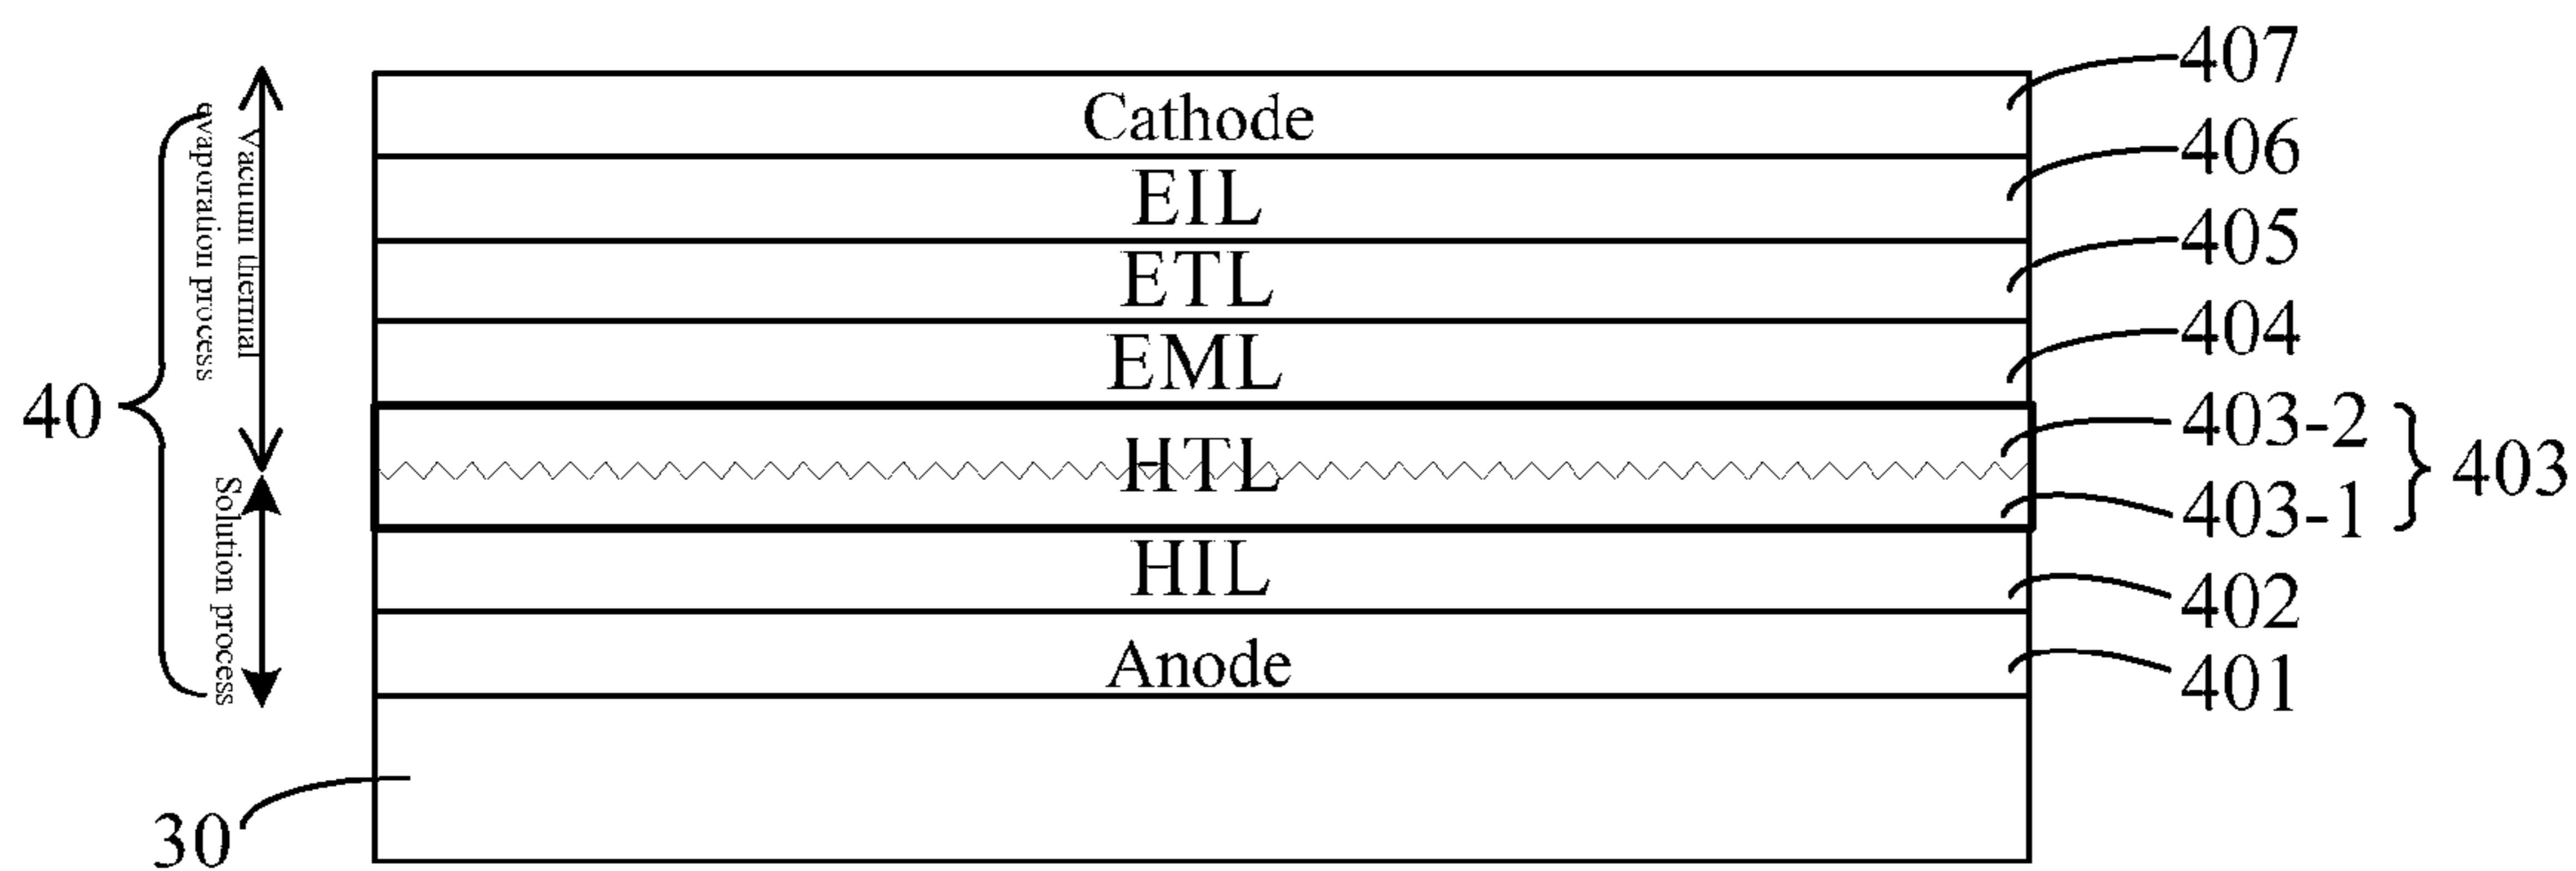 407
Cathode
406
EIL
405
ETL
404
EML
Vacuum thermal
evaporation process
40
403-2
HTL
403
403-1
Solution process
HIL
402
Anode
401
30